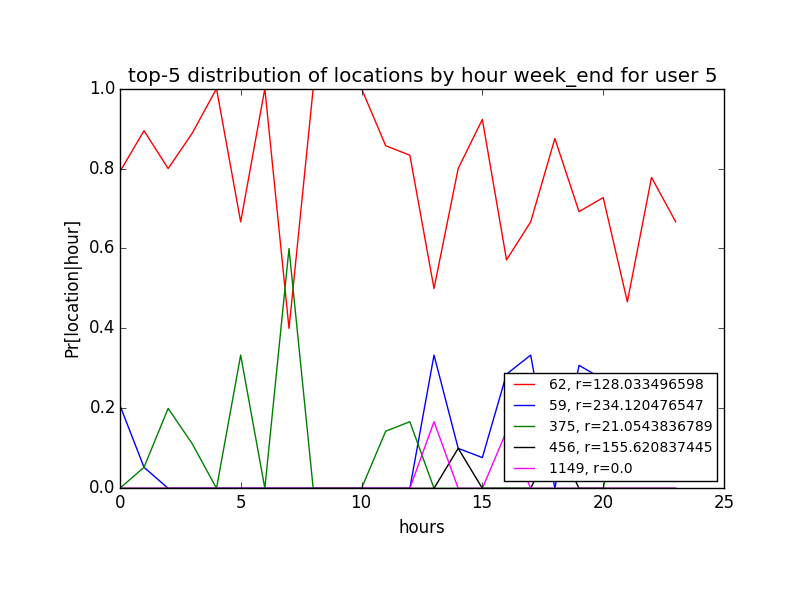 top-5 distribution of locations by hour week_end for user 5
1.0
0.8
0.6
0.4
0.2
0.0
Pr[location|hour]
62, r=128.033496598
59, r=234.120476547
375, r=21.0543836789
456, r=155.620837445
1149, r=0.0
0 5 10 15 20 25
hours